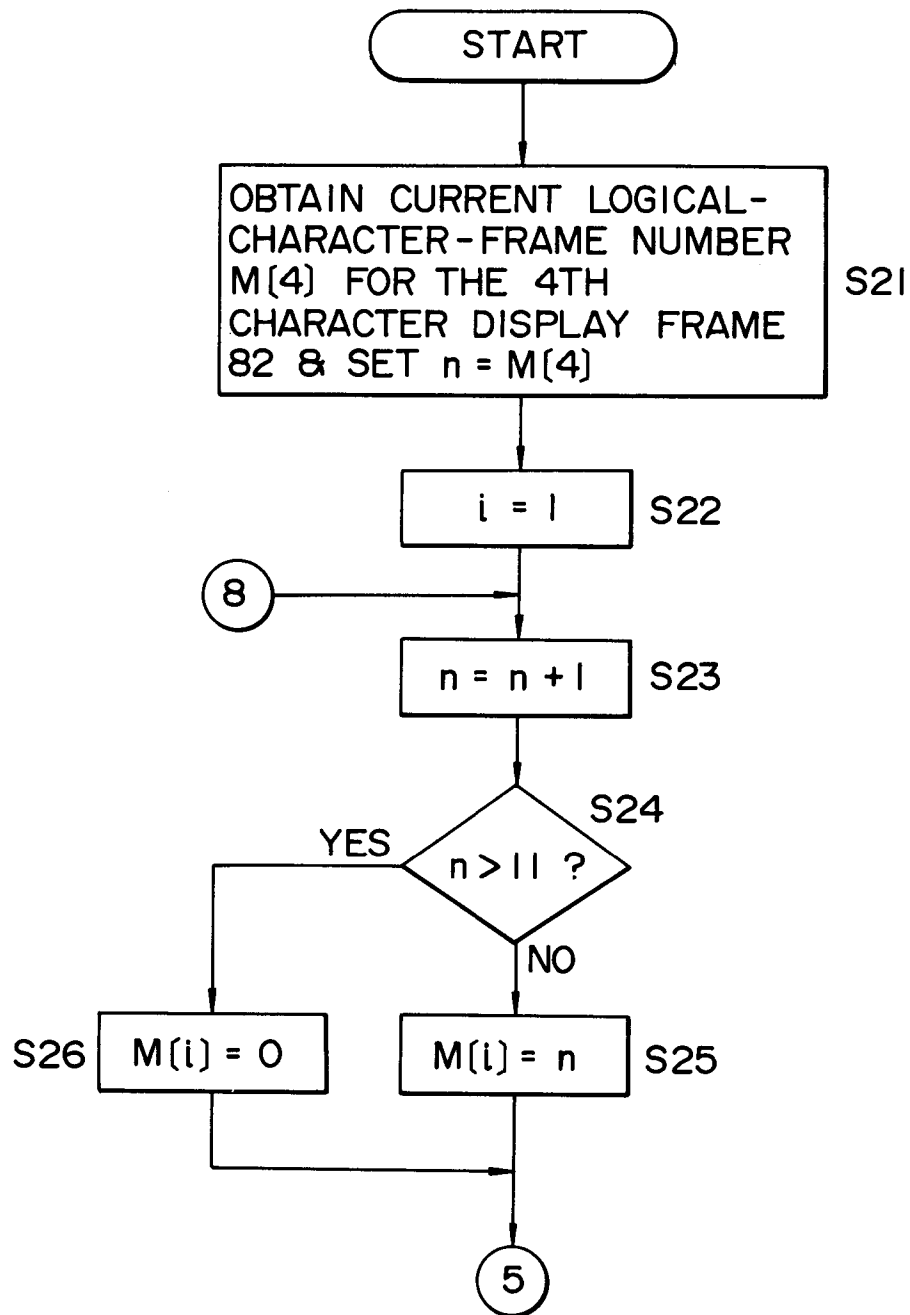 START
OBTAIN CURRENT LOGICAL-
CHARACTER-FRAME NUMBER
M(4) FOR THE 4TH
CHARACTER DISPLAY FRAME
82 & SET n = M(4)
S21
i = 1
S22
8
n = n + 1
S23
S24
YES
n > 11 ?
NO
S26
M(i) = 0
M(i) = n
S25
5